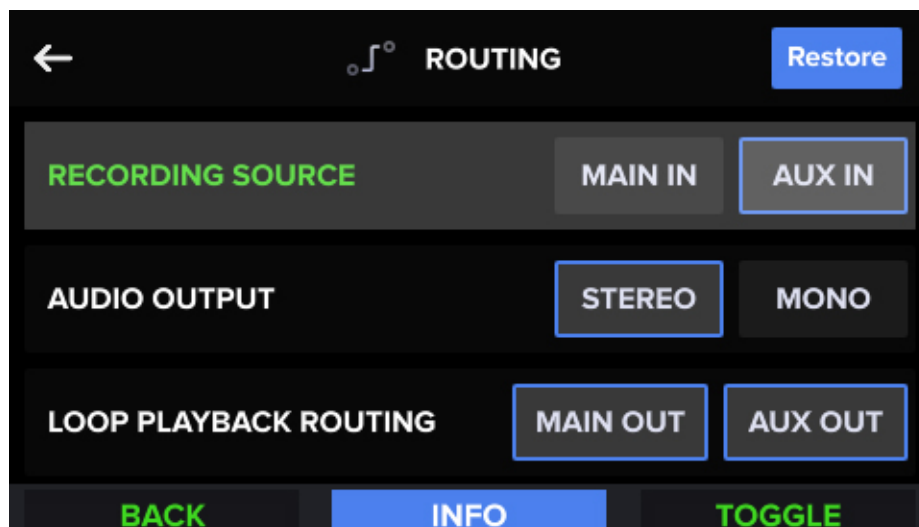 ROUTING Restore
RECORDING SOURCE MAIN IN AUX IN
AUDIO OUTPUT STEREO MONO
LOOP PLAYBACK ROUTING MAIN OUT AUX OUT
BACK INFO TOGGLE